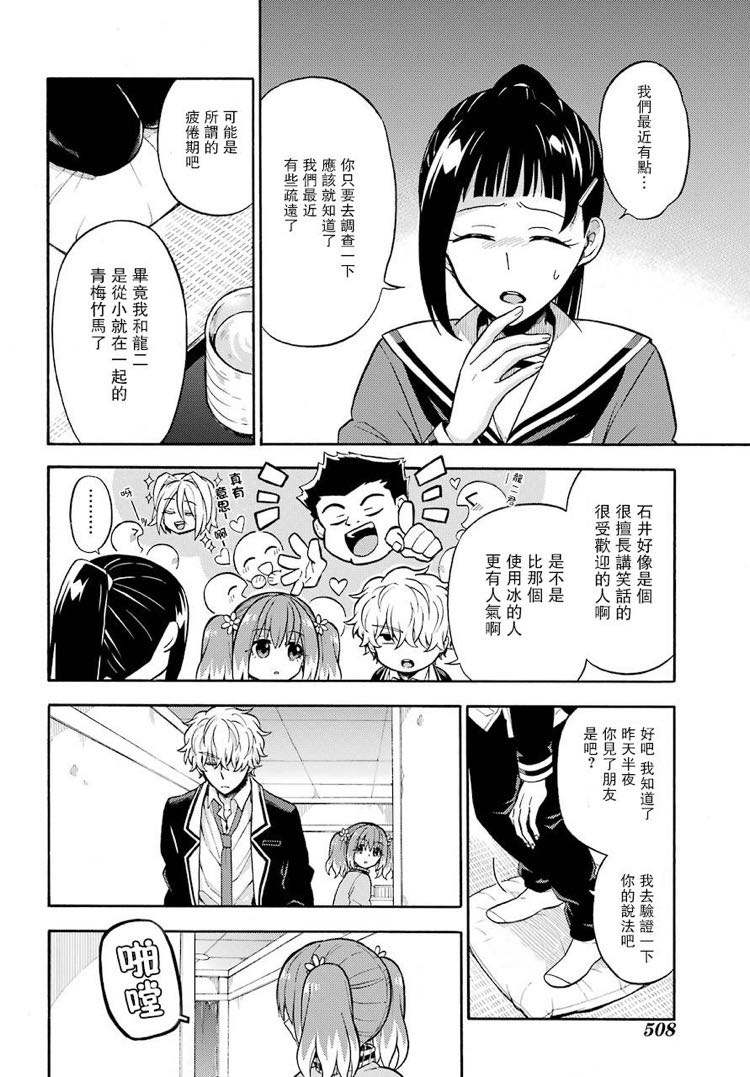 我們最近有點…
你只要去調查一下
應該就知道了
我們最近
有些疏遠了
可能是
所謂的
疲倦期吧
畢竟我和龍二
是從小就在一起的
青梅竹馬了
石井好像是個
很擅長講笑話的
很受歡迎的人啊
是不是
比那個
使用冰的人
更有人氣啊
龍二君
真有
意思~
呀
………
好吧 我知道了
昨天半夜
你見了朋友
是吧?
我去驗證一下
你的說法吧
啪嘡
508